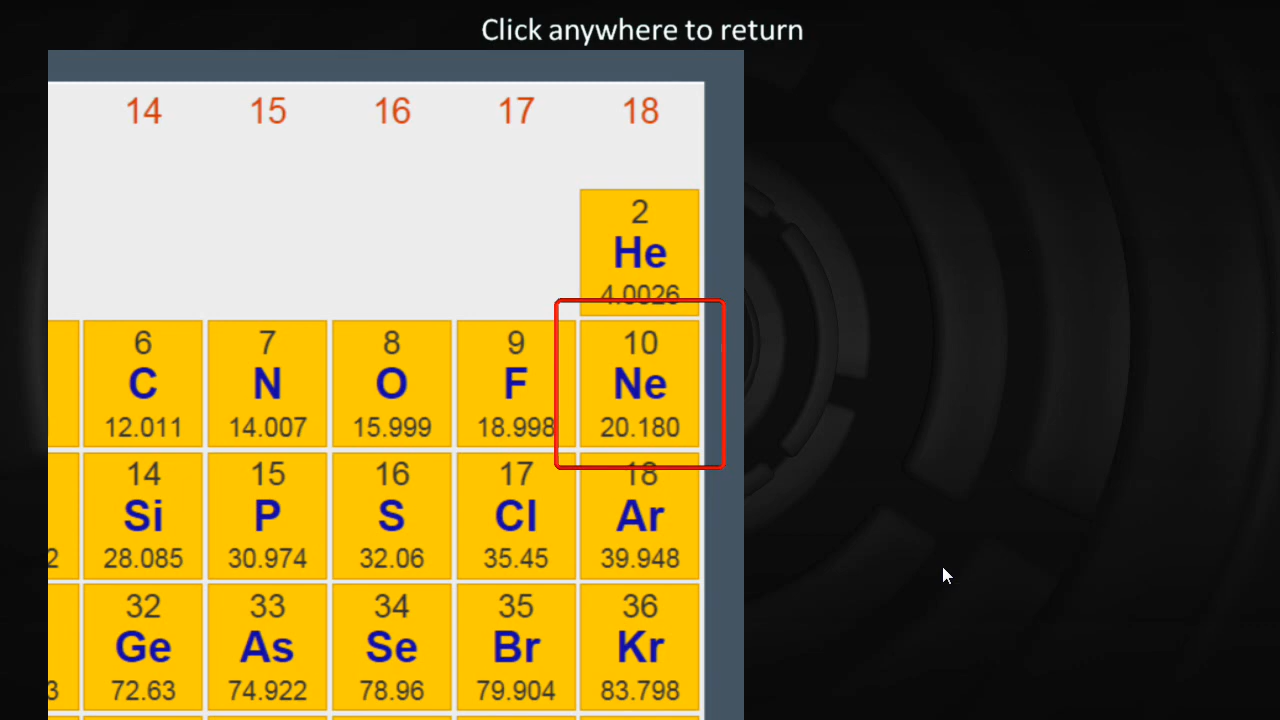 Click anywhere to return
14 15 16 17 18
2
He
4.0026
6 7 8 9 10
C N O F Ne
12.011 14.007 15.999 18.998 20.180
14 15 16 17 18
Si P S Cl Ar
2 28.085 30.974 32.06 35.45 39.948
32 33 34 35 36
Ge As Se Br Kr
3 72.63 74.922 78.96 79.904 83.798